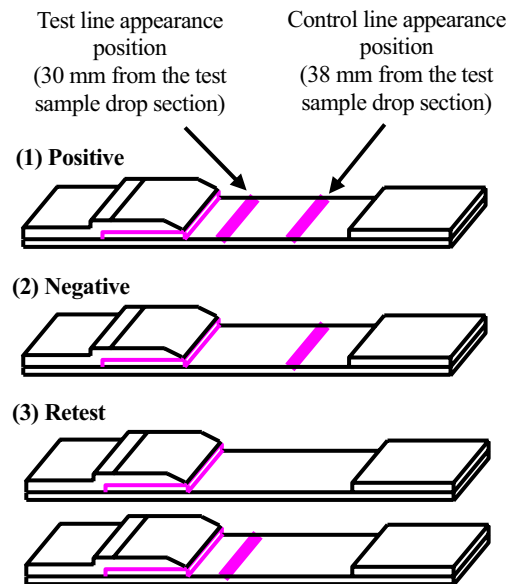 Test line appearance
position
(30 mm from the test
sample drop section)
Control line appearance
position
(38 mm from the test
sample drop section)
(1) Positive
(2) Negative
(3) Retest